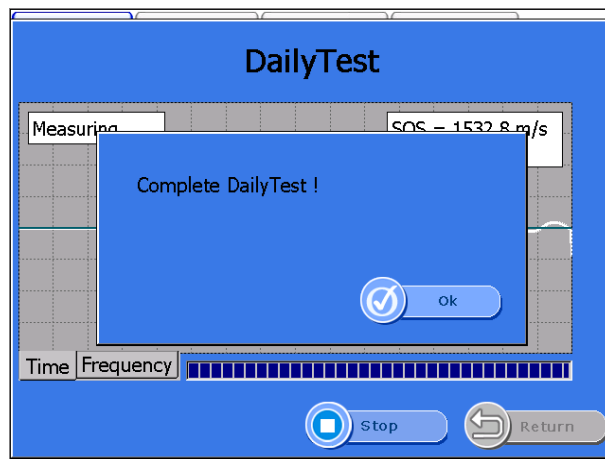 DailyTest
Measuring
SOS = 1532.8 m/s
Complete DailyTest !
Ok
Time
Frequency
Stop
Return